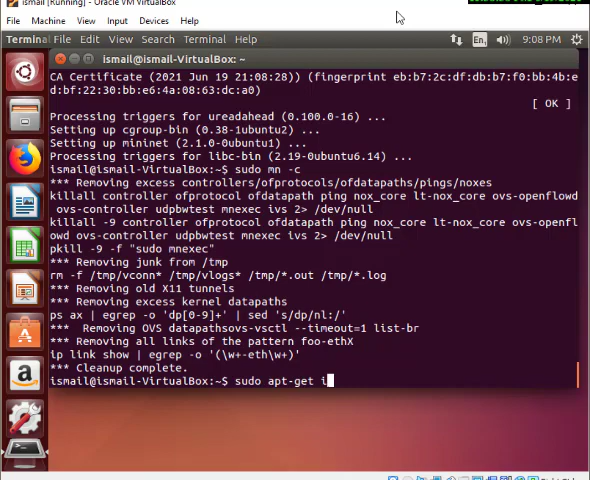 ismail [Running] - Oracle VM VirtualBox
File Machine View Input Devices Help
Terminal File Edit View Search Terminal Help En 9:08 PM
ismail@ismail-VirtualBox: ~
CA Certificate (2021 Jun 19 21:08:28)) (fingerprint eb:b7:2c:df:db:b7:f0:bb:4b:e
d:bf:22:30:bb:e6:4a:08:63:dc:a0)
[ OK ]
Processing triggers for ureadahead (0.100.0-16) ...
Setting up cgroup-bin (0.38-1ubuntu2) ...
Setting up mininet (2.1.0-0ubuntu1) ...
Processing triggers for libc-bin (2.19-0ubuntu6.14) ...
ismail@ismail-VirtualBox:~$ sudo mn -c
*** Removing excess controllers/ofprotocols/ofdatapaths/pings/noxes
killall controller ofprotocol ofdatapath ping nox_core lt-nox_core ovs-openflowd
ovs-controller udpbwtest mnexec ivs 2> /dev/null
killall -9 controller ofprotocol ofdatapath ping nox_core lt-nox_core ovs-openfl
owd ovs-controller udpbwtest mnexec ivs 2> /dev/null
pkill -9 -f "sudo mnexec"
*** Removing junk from /tmp
rm -f /tmp/vconn* /tmp/vlogs* /tmp/*.out /tmp/*.log
*** Removing old X11 tunnels
*** Removing excess kernel datapaths
ps ax | egrep -o 'dp[0-9]+' | sed 's/dp/nl:/'
*** Removing OVS datapathsovs-vsctl --timeout=1 list-br
*** Removing all links of the pattern foo-ethX
ip link show | egrep -o '(\w+-eth\w+)'
*** Cleanup complete.
ismail@ismail-VirtualBox:~$ sudo apt-get i